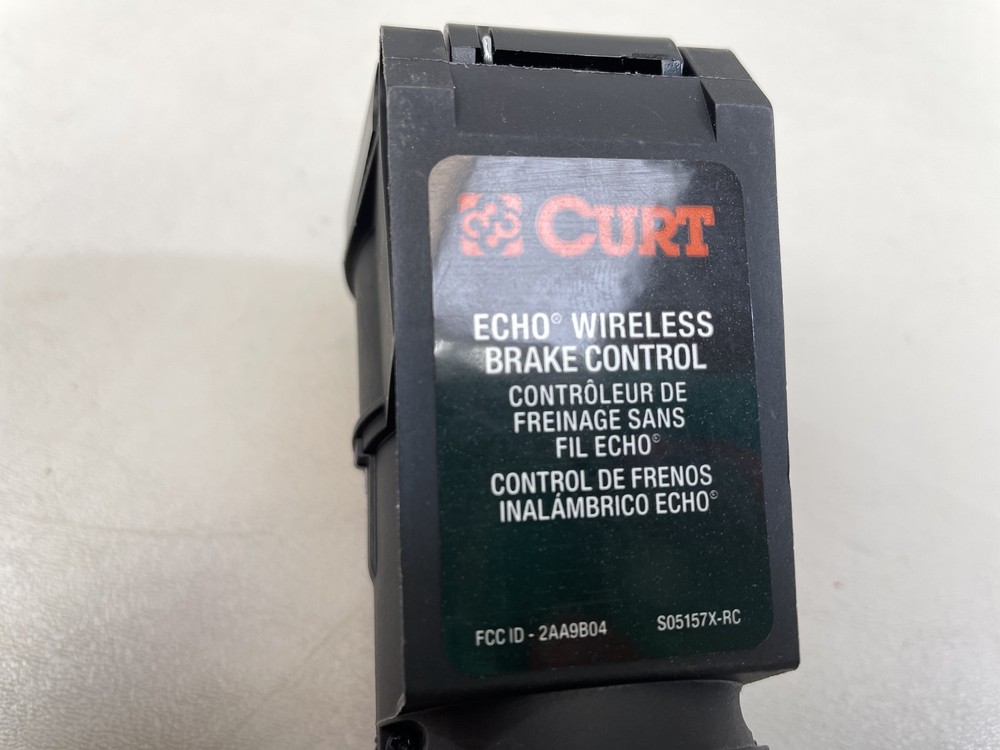 CURT
ECHO® WIRELESS
BRAKE CONTROL
CONTRÔLEUR DE
FREINAGE SANS
FIL ECHO®
CONTROL DE FRENOS
INALÁMBRICO ECHO®
FCC ID - 2AA9B04 S05157X-RC